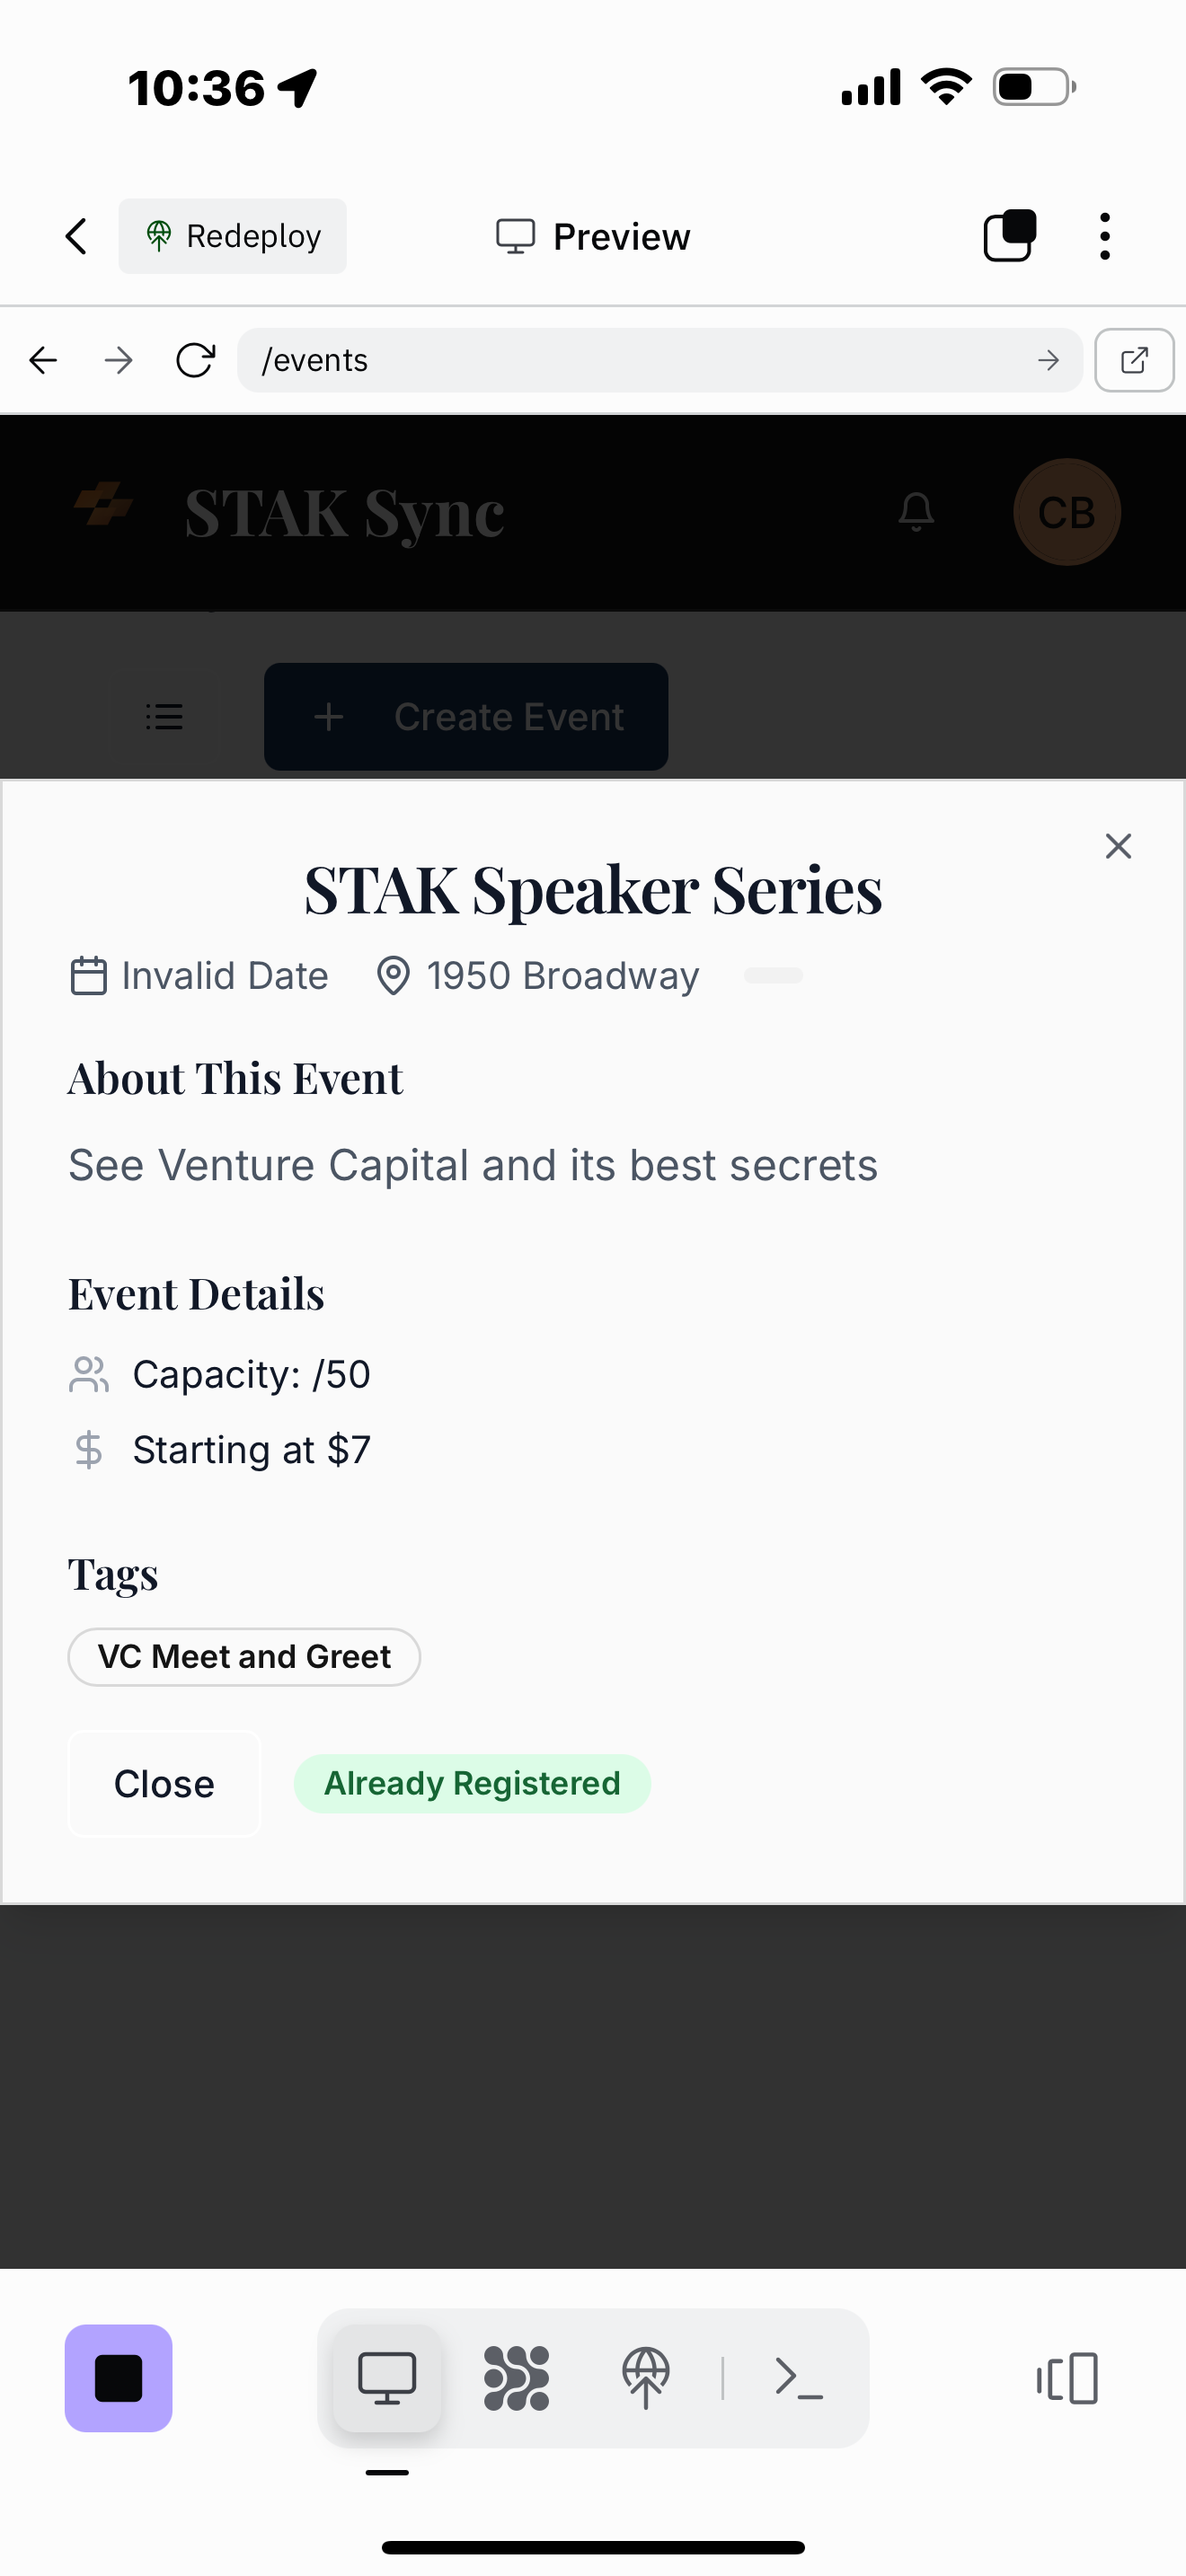 10:36
Redeploy
Preview
/events
STAK Sync
CB
Create Event
STAK Speaker Series
Invalid Date
1950 Broadway
About This Event
See Venture Capital and its best secrets
Event Details
Capacity: /50
Starting at $7
Tags
VC Meet and Greet
Close
Already Registered